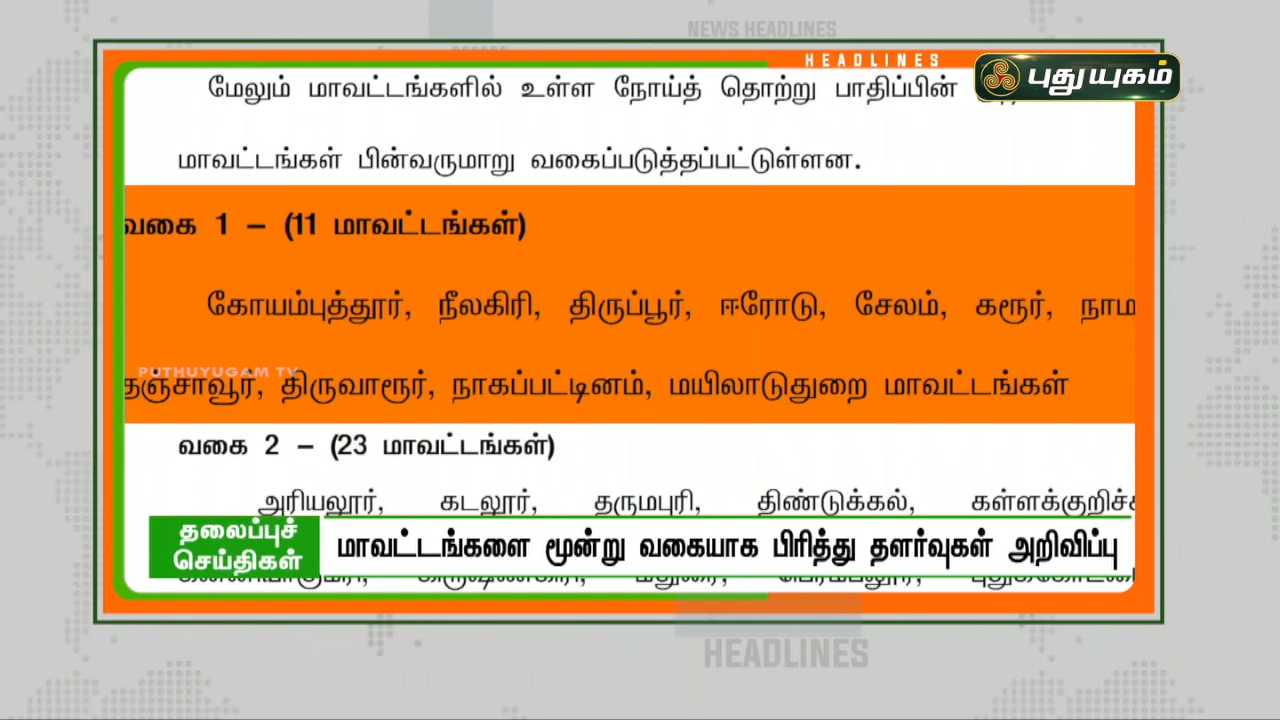 NEWS HEADLINES
HEADLINES
புதுயுகம்
மேலும் மாவட்டங்களில் உள்ள நோய்த் தொற்று பாதிப்பின்
மாவட்டங்கள் பின்வருமாறு வகைப்படுத்தப்பட்டுள்ளன.
வகை 1 – (11 மாவட்டங்கள்)
கோயம்புத்தூர், நீலகிரி, திருப்பூர், ஈரோடு, சேலம், கரூர், நாம
PUTHUYUGAM TV
தஞ்சாவூர், திருவாரூர், நாகப்பட்டினம், மயிலாடுதுறை மாவட்டங்கள்
வகை 2 – (23 மாவட்டங்கள்)
அரியலூர், கடலூர், தருமபுரி, திண்டுக்கல்,
தலைப்புச் செய்திகள்
மாவட்டங்களை மூன்று வகையாக பிரித்து தளர்வுகள் அறிவிப்பு
HEADLINES